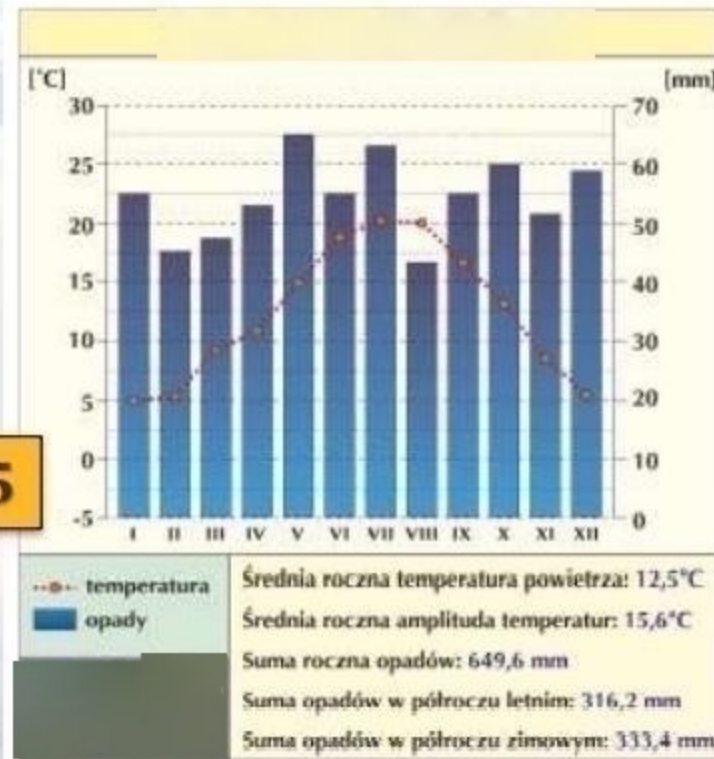 [°C] [mm]
30 70
25 60
20 50
15 40
10 30
5 20
0 10
-5 0
I II III IV V VI VII VIII IX X XI XII
5
temperatura
opady
Średnia roczna temperatura powietrza: 12,5°C
Średnia roczna amplituda temperatur: 15,6°C
Suma roczna opadów: 649,6 mm
Suma opadów w półroczu letnim: 316,2 mm
Suma opadów w półroczu zimowym: 333,4 mm